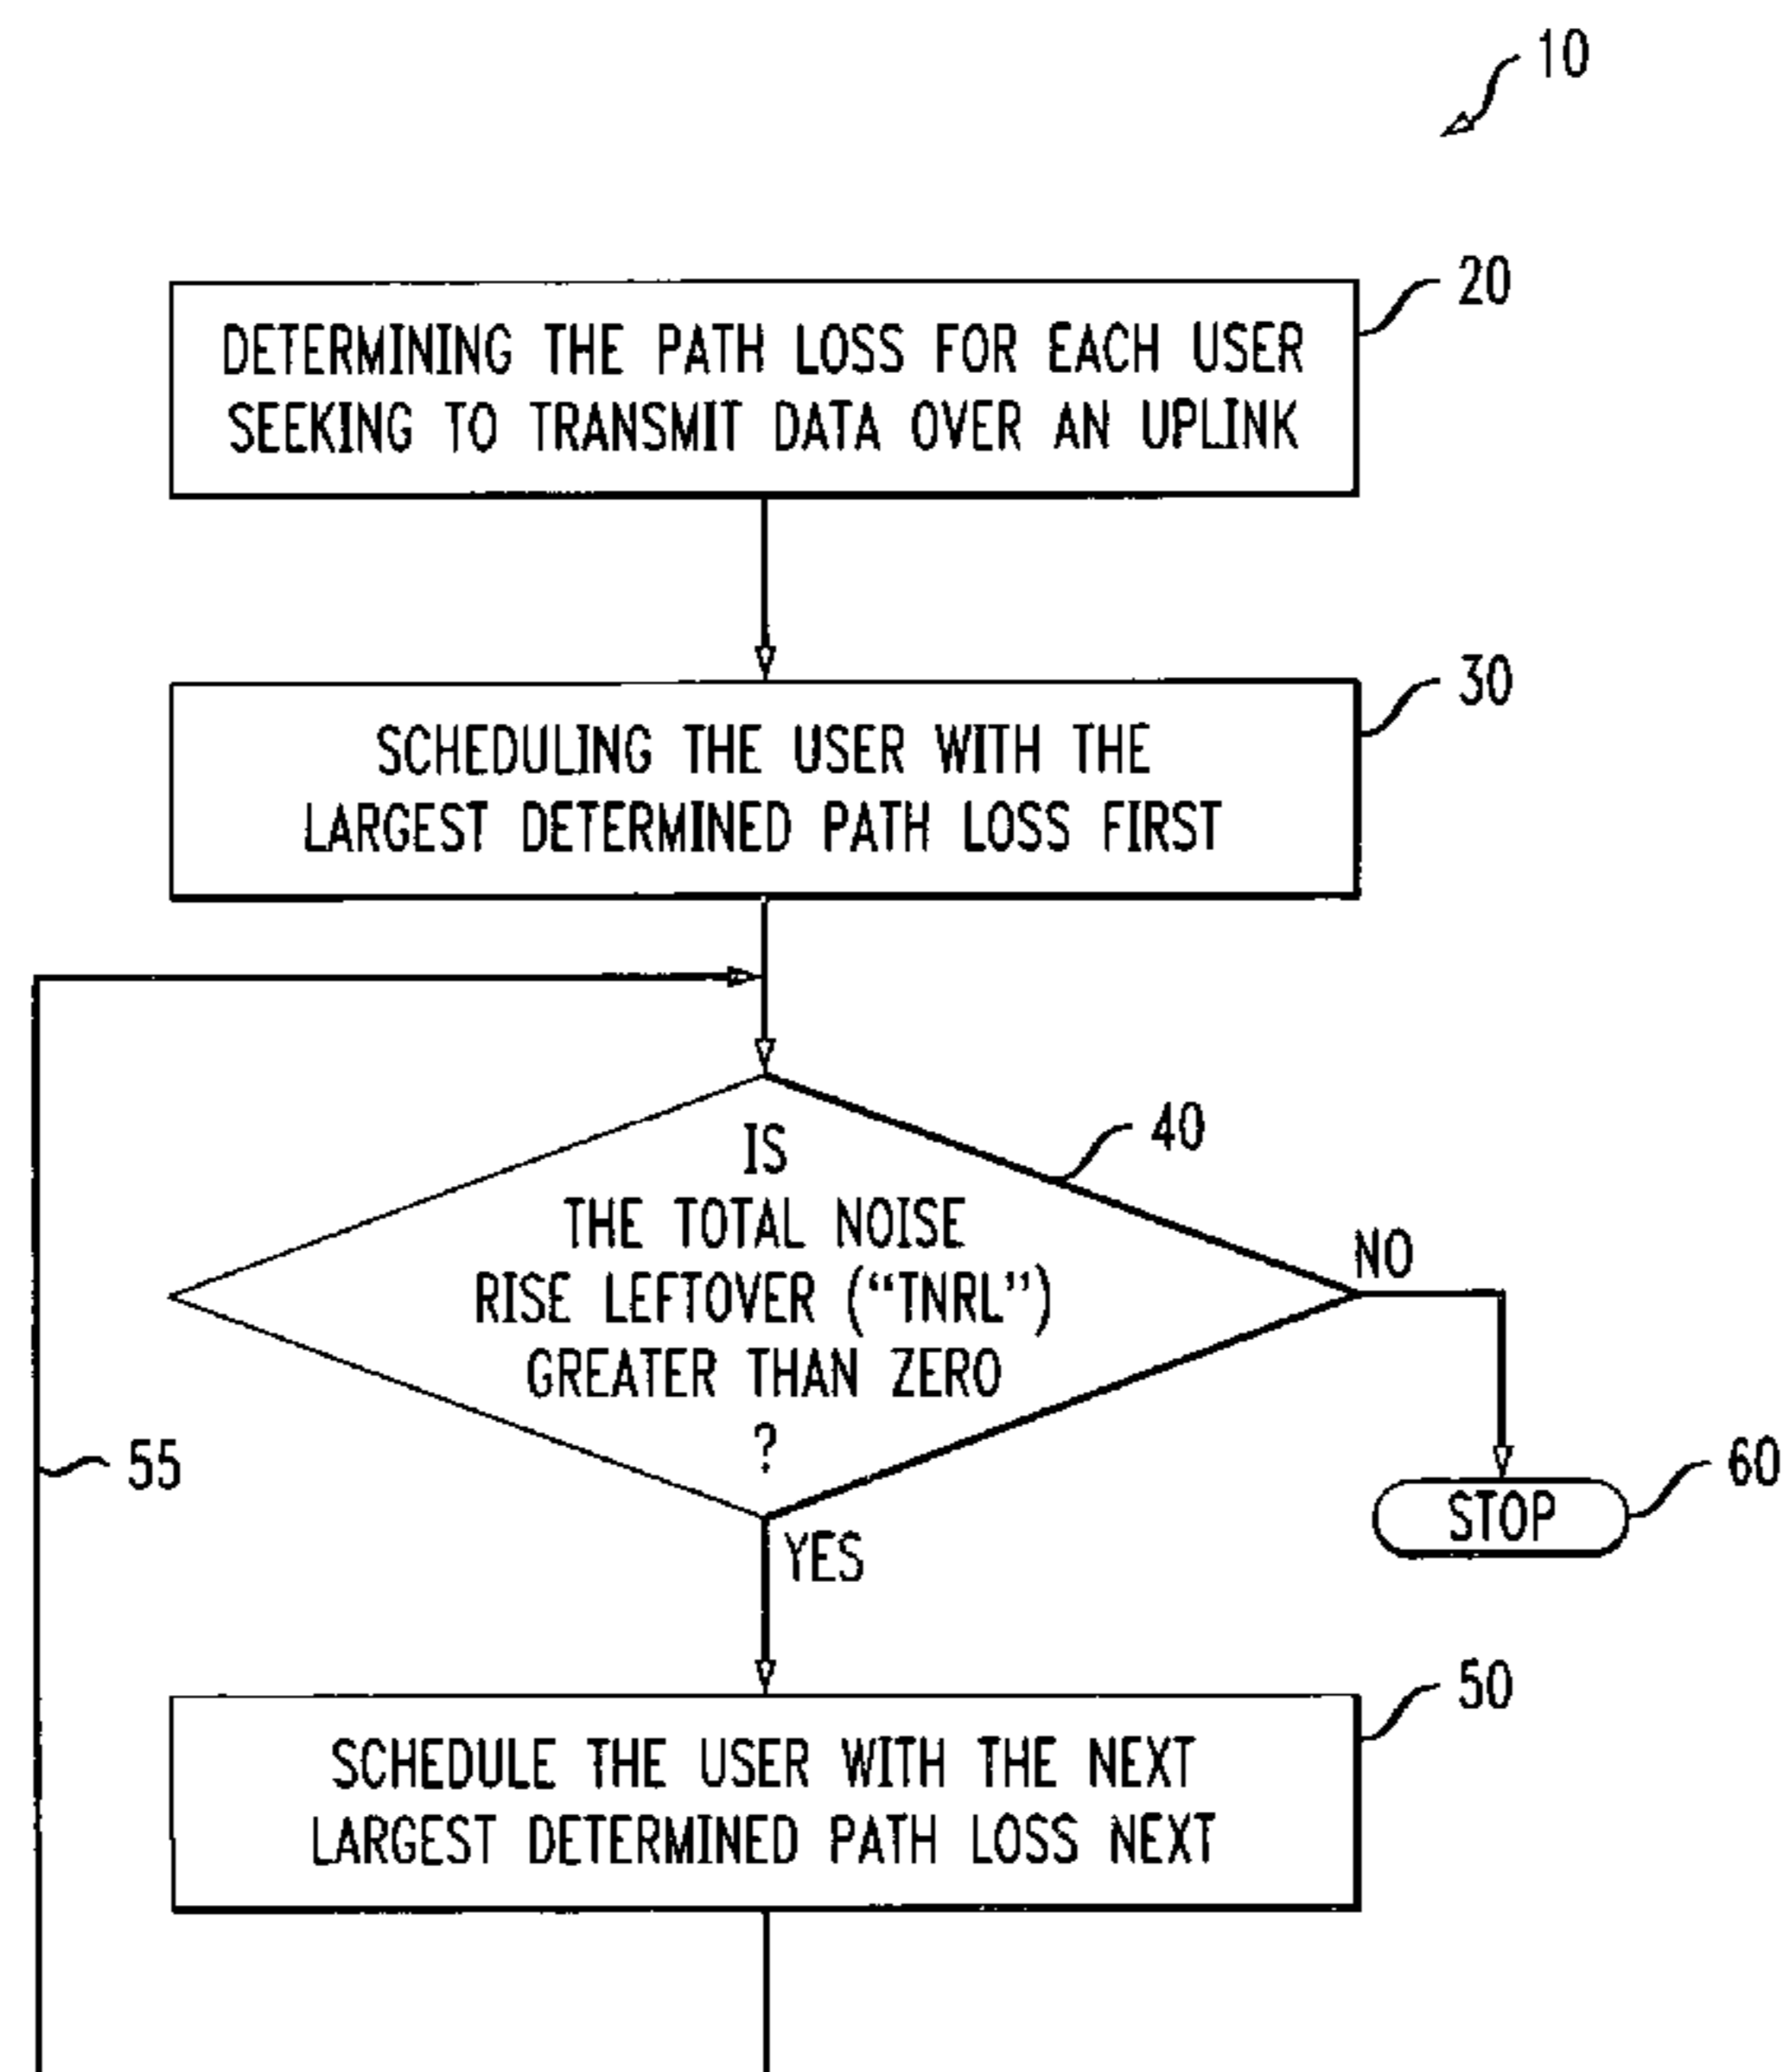 10
20
DETERMINING THE PATH LOSS FOR EACH USER
SEEKING TO TRANSMIT DATA OVER AN UPLINK
30
SCHEDULING THE USER WITH THE
LARGEST DETERMINED PATH LOSS FIRST
40
IS
THE TOTAL NOISE
RISE LEFTOVER (“TNRL”)
GREATER THAN ZERO
?
NO
55
60
STOP
YES
50
SCHEDULE THE USER WITH THE NEXT
LARGEST DETERMINED PATH LOSS NEXT